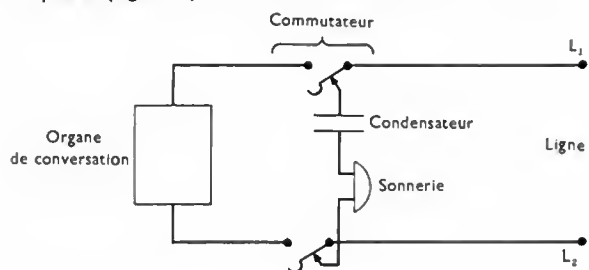 Commutateur
L₁
Condensateur
Organe
de conversation
Ligne
Sonnerie
L₂